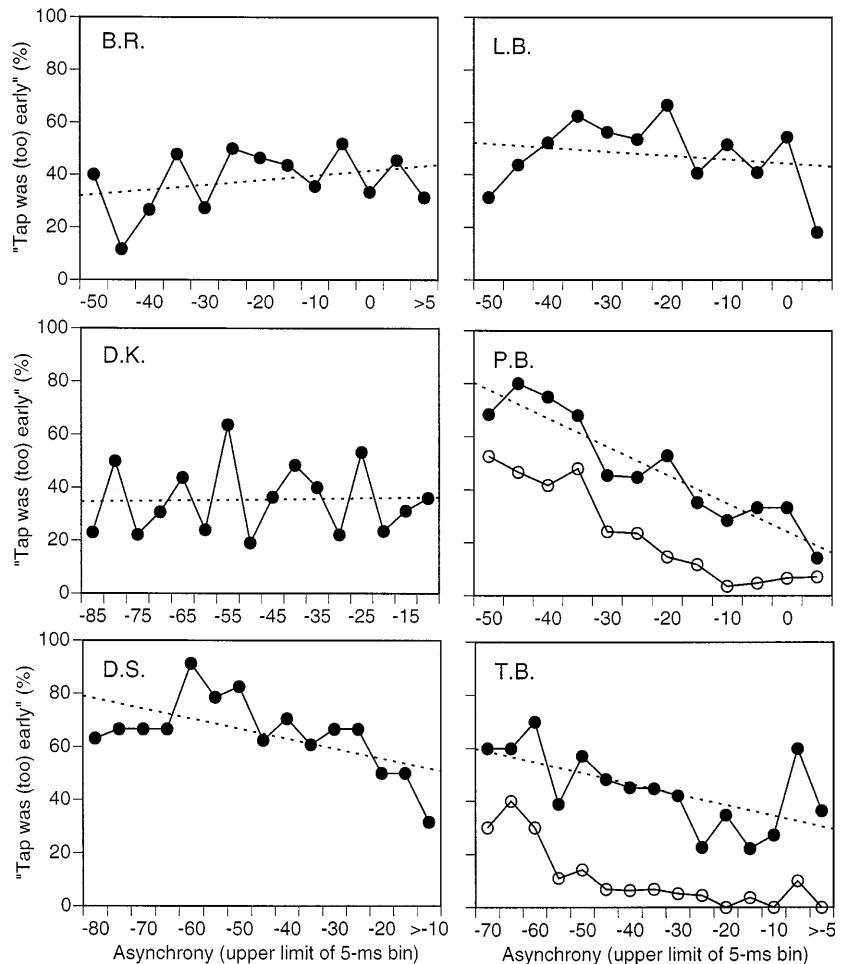 B.R.
"Tap was (too) early" (%)
100
80
60
40
20
0
-50 -40 -30 -20 -10 0 >5
L.B.
-50 -40 -30 -20 -10 0
D.K.
"Tap was (too) early" (%)
100
80
60
40
20
0
-85 -75 -65 -55 -45 -35 -25 -15
P.B.
-50 -40 -30 -20 -10 0
D.S.
"Tap was (too) early" (%)
100
80
60
40
20
0
-80 -70 -60 -50 -40 -30 -20 >-10
Asynchrony (upper limit of 5-ms bin)
T.B.
-70 -60 -50 -40 -30 -20 -10 >-5
Asynchrony (upper limit of 5-ms bin)